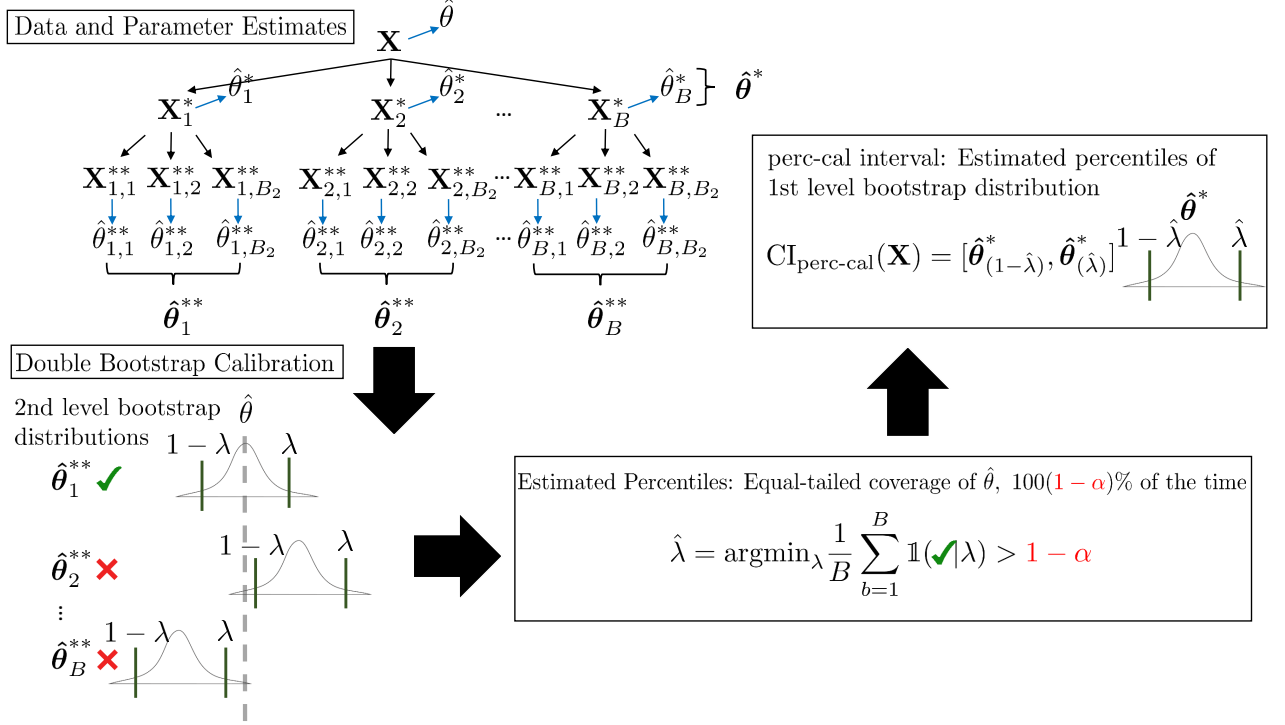 Data and Parameter Estimates
X θ̂
X*₁ θ̂*₁ X*₂ θ̂*₂ ... X*_B θ̂*_B } θ̂*
X**₁,₁ X**₁,₂ X**₁,B₂ X**₂,₁ X**₂,₂ X**₂,B₂ ... X**_B,₁ X**_B,₂ X**_B,B₂
θ̂**₁,₁ θ̂**₁,₂ θ̂**₁,B₂ θ̂**₂,₁ θ̂**₂,₂ θ̂**₂,B₂ ... θ̂**_B,₁ θ̂**_B,₂ θ̂**_B,B₂
θ̂**₁ θ̂**₂ θ̂**_B
Double Bootstrap Calibration
2nd level bootstrap
distributions
θ̂
1 − λ λ
θ̂**₁ ✓
1 − λ λ
θ̂**₂ ✗
...
1 − λ λ
θ̂**_B ✗
Estimated Percentiles: Equal-tailed coverage of θ̂, 100(1 − α)% of the time
λ̂ = argmin_λ 1/B ∑_{b=1}^{B} 𝟙(✓|λ) > 1 − α
perc-cal interval: Estimated percentiles of
1st level bootstrap distribution
θ̂*
1 − λ̂ λ̂
CI_perc-cal(X) = [θ̂*_(1−λ̂), θ̂*_(λ̂)]